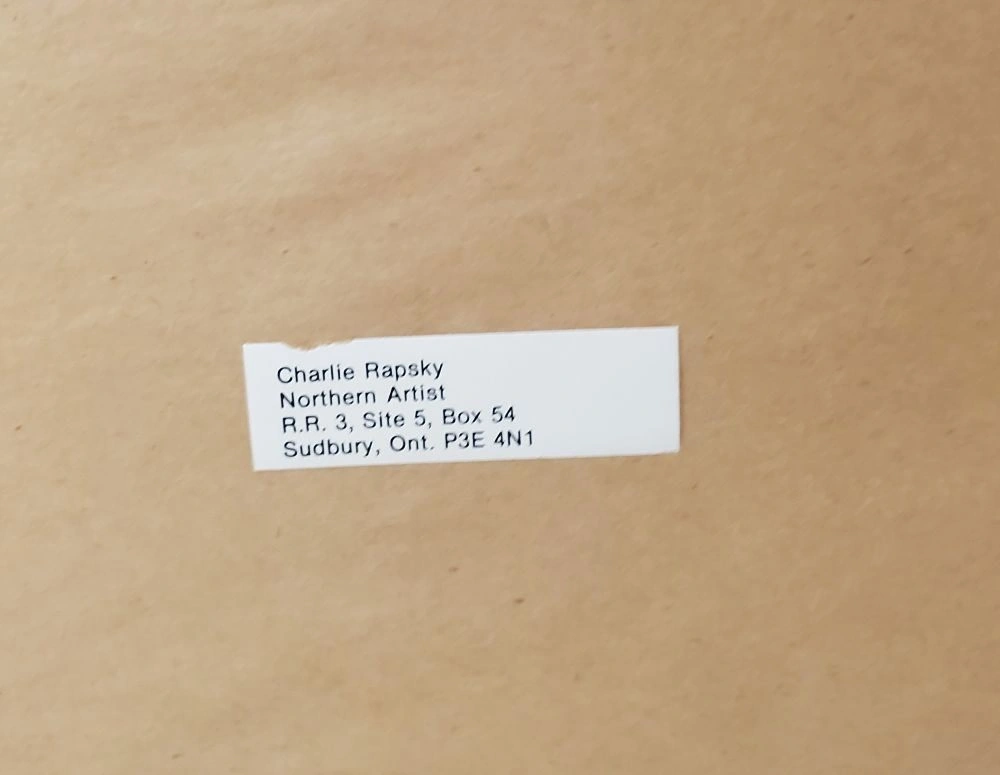 Charlie Rapsky
Northern Artist
R.R. 3, Site 5, Box 54
Sudbury, Ont. P3E 4N1